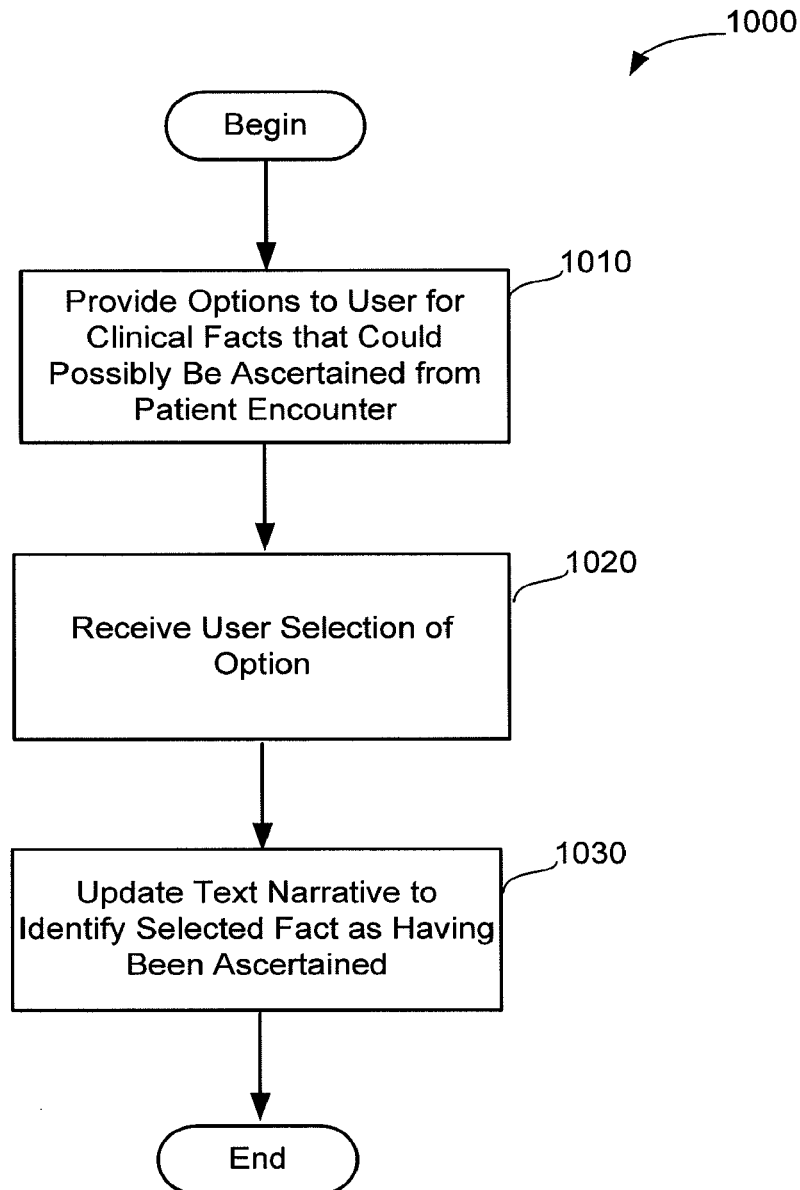 1000
Begin
1010
Provide Options to User for
Clinical Facts that Could
Possibly Be Ascertained from
Patient Encounter
1020
Receive User Selection of
Option
1030
Update Text Narrative to
Identify Selected Fact as Having
Been Ascertained
End